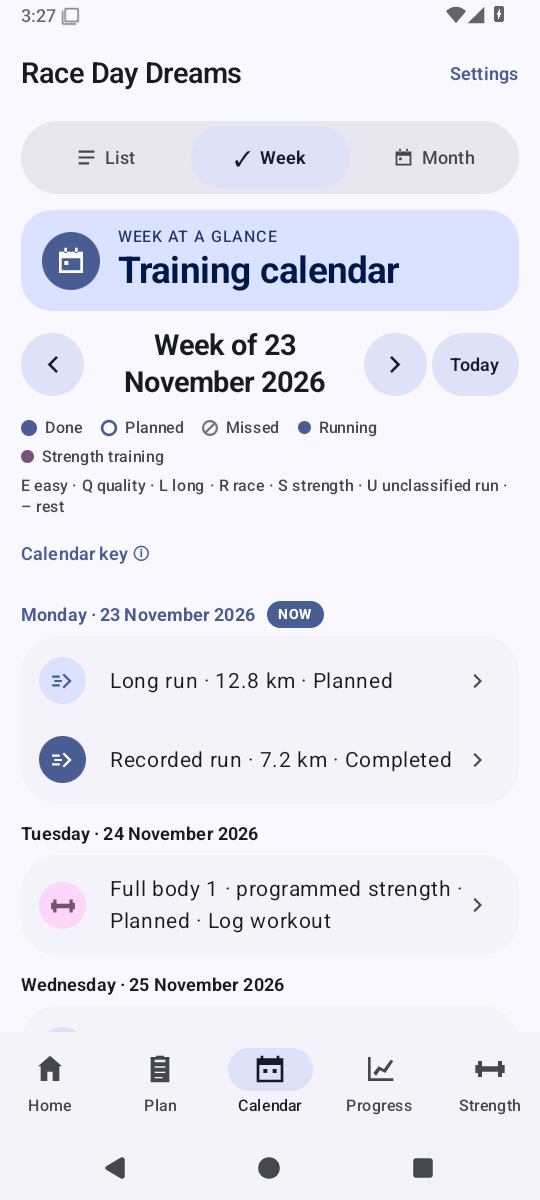 3:27
Race Day Dreams
Settings
List
Week
Month
WEEK AT A GLANCE
Training calendar
Week of 23
November 2026
Today
Done
Planned
Missed
Running
Strength training
E easy · Q quality · L long · R race · S strength · U unclassified run ·
– rest
Calendar key
Monday · 23 November 2026
NOW
Long run · 12.8 km · Planned
Recorded run · 7.2 km · Completed
Tuesday · 24 November 2026
Full body 1 · programmed strength ·
Planned · Log workout
Wednesday · 25 November 2026
Home
Plan
Calendar
Progress
Strength